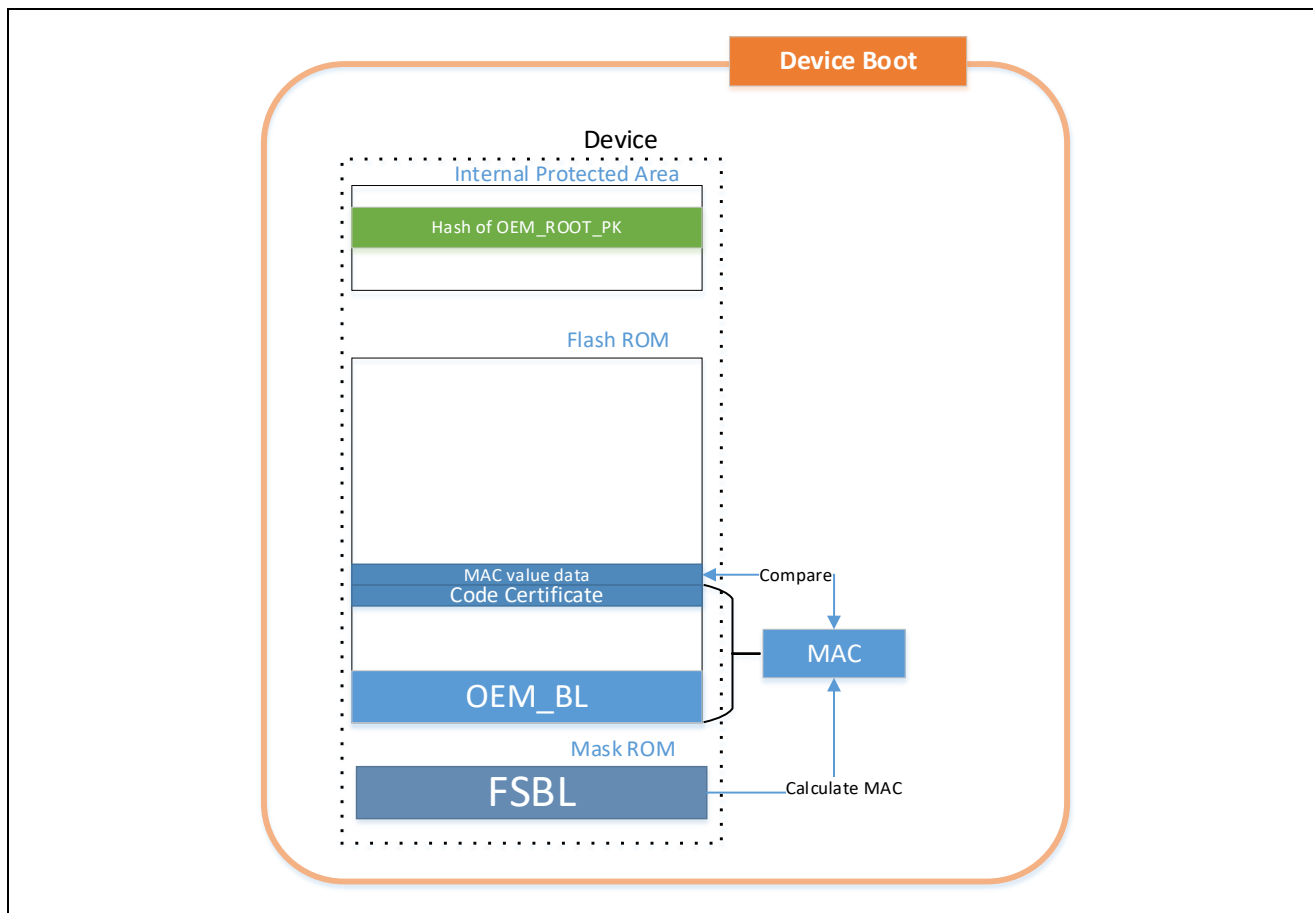 Device Boot
Device
Internal Protected Area
Hash of OEM_ROOT_PK
Flash ROM
MAC value data
Compare
Code Certificate
MAC
OEM_BL
Mask ROM
FSBL
Calculate MAC